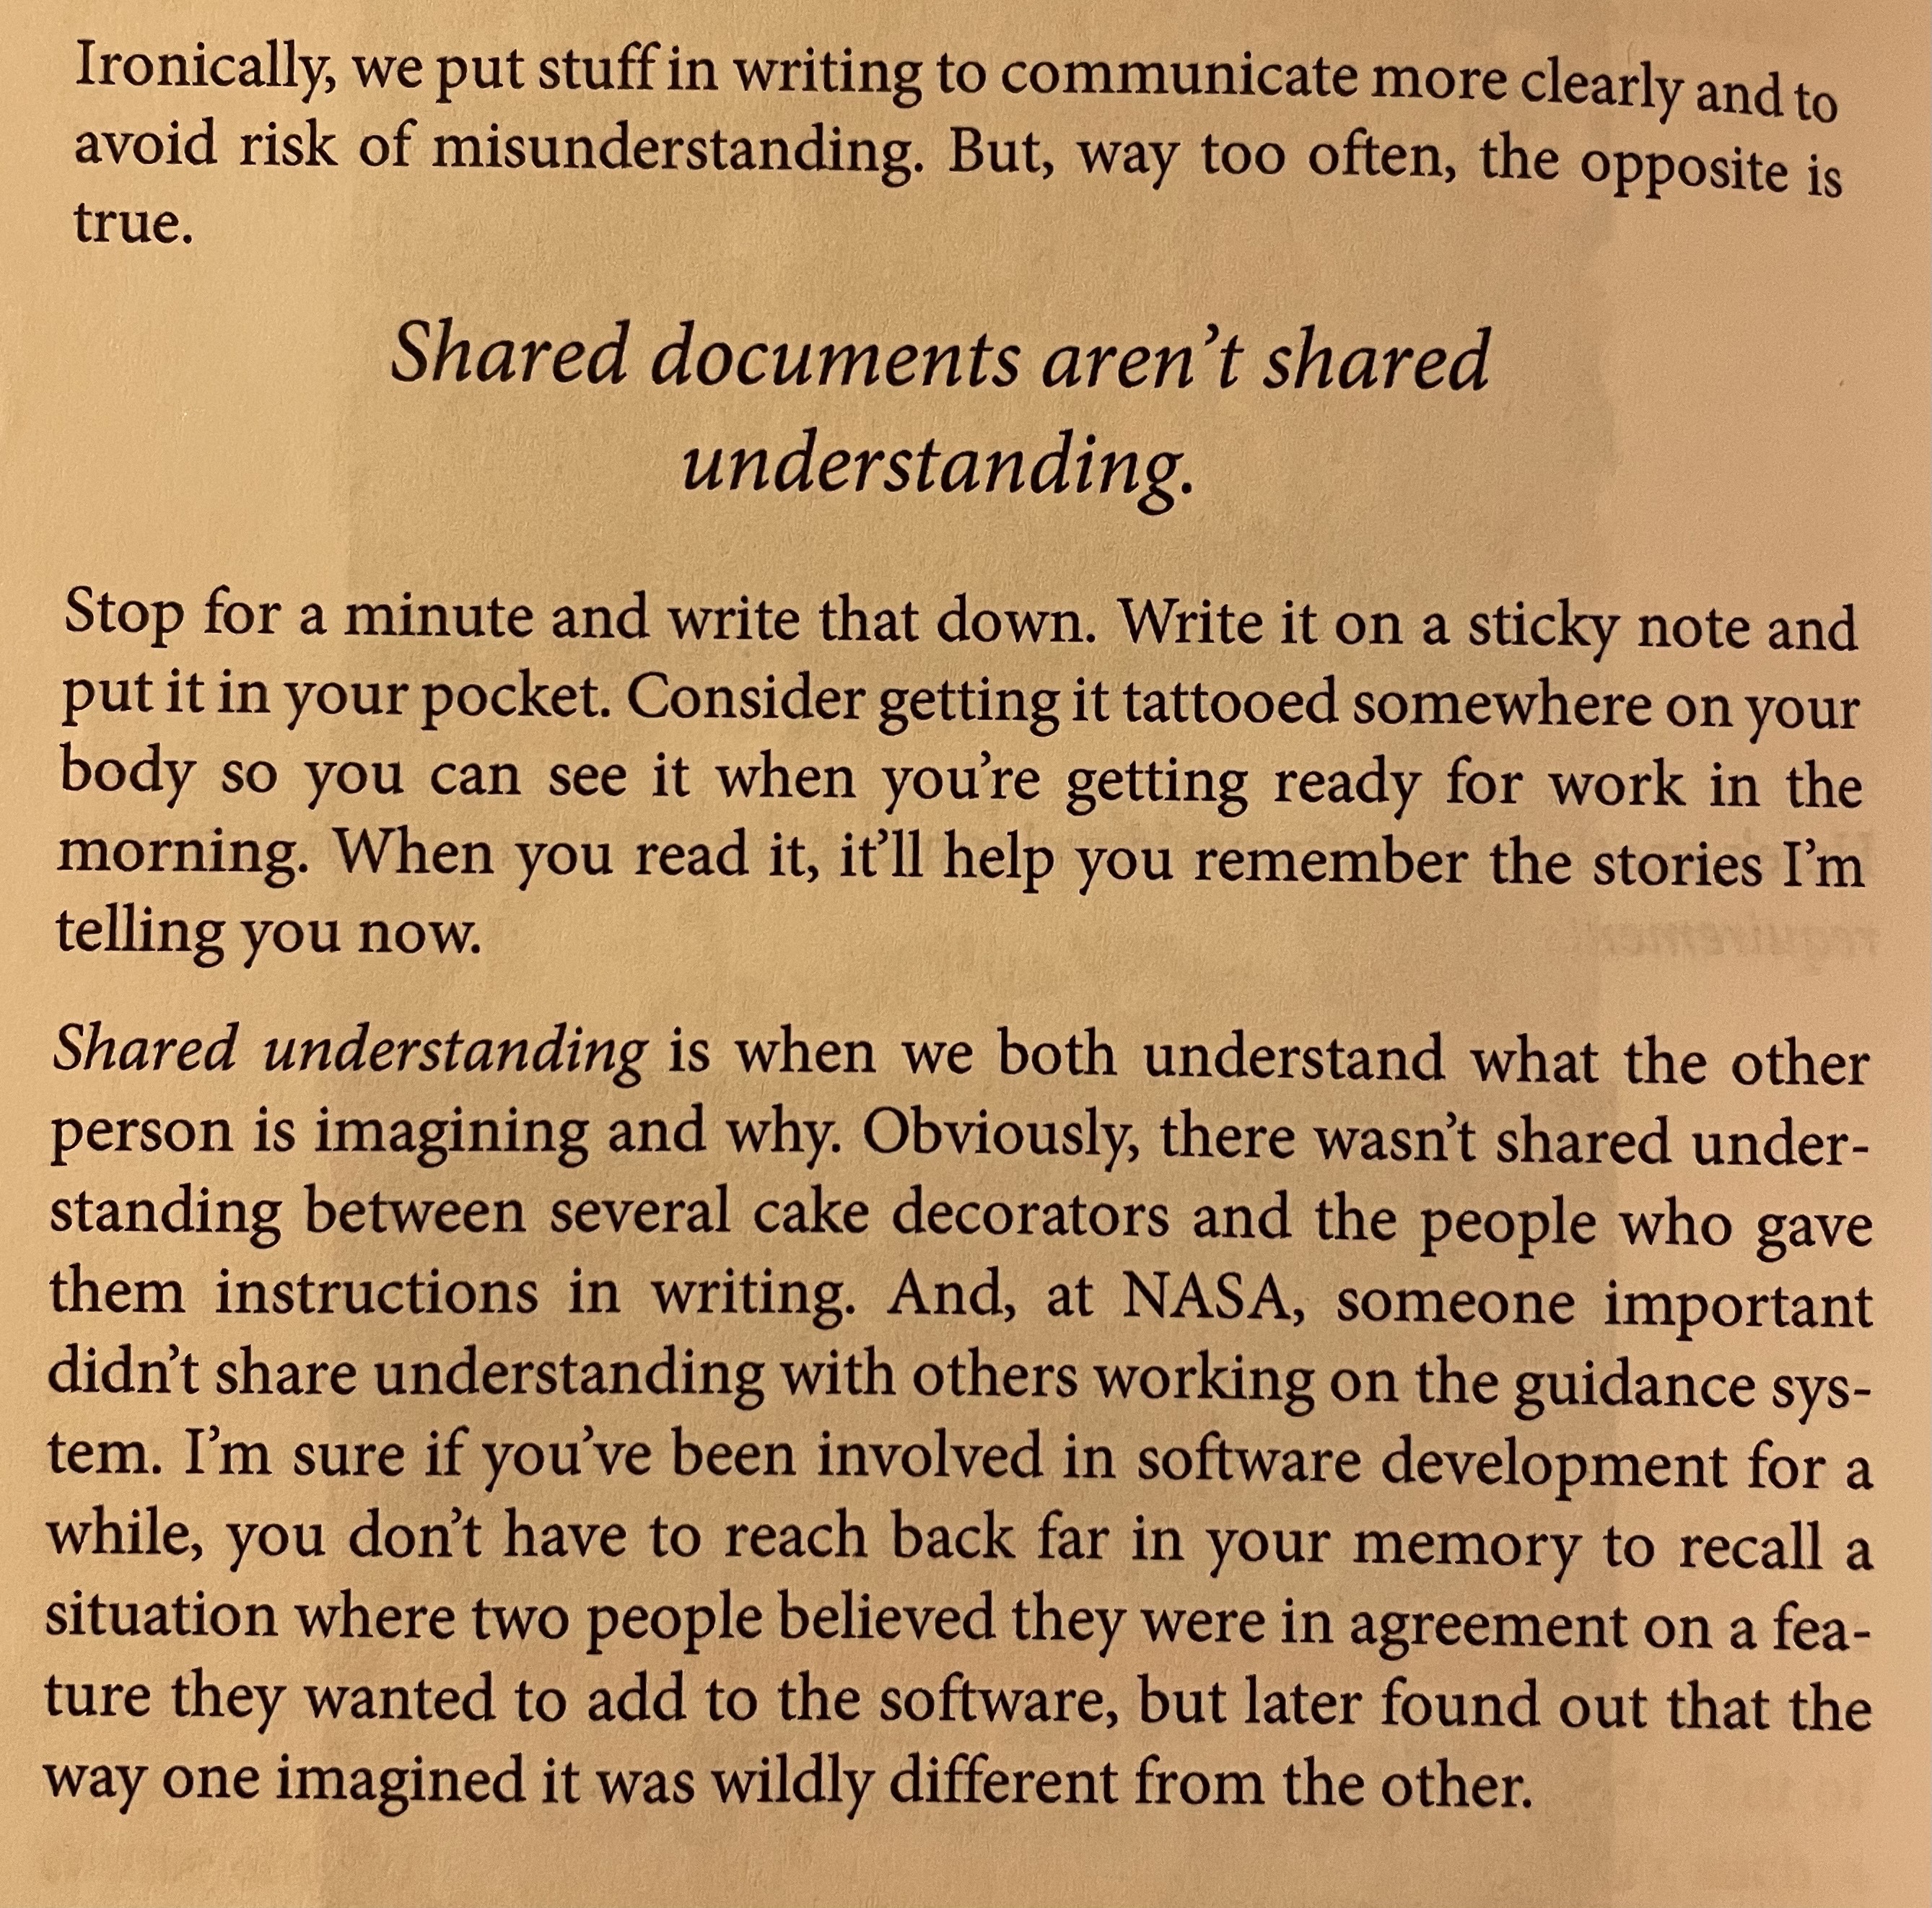 Ironically, we put stuff in writing to communicate more clearly and to
avoid risk of misunderstanding. But, way too often, the opposite is
true.
Shared documents aren’t shared
understanding.
Stop for a minute and write that down. Write it on a sticky note and
put it in your pocket. Consider getting it tattooed somewhere on your
body so you can see it when you’re getting ready for work in the
morning. When you read it, it’ll help you remember the stories I’m
telling you now.
Shared understanding is when we both understand what the other
person is imagining and why. Obviously, there wasn’t shared under-
standing between several cake decorators and the people who gave
them instructions in writing. And, at NASA, someone important
didn’t share understanding with others working on the guidance sys-
tem. I’m sure if you’ve been involved in software development for a
while, you don’t have to reach back far in your memory to recall a
situation where two people believed they were in agreement on a fea-
ture they wanted to add to the software, but later found out that the
way one imagined it was wildly different from the other.